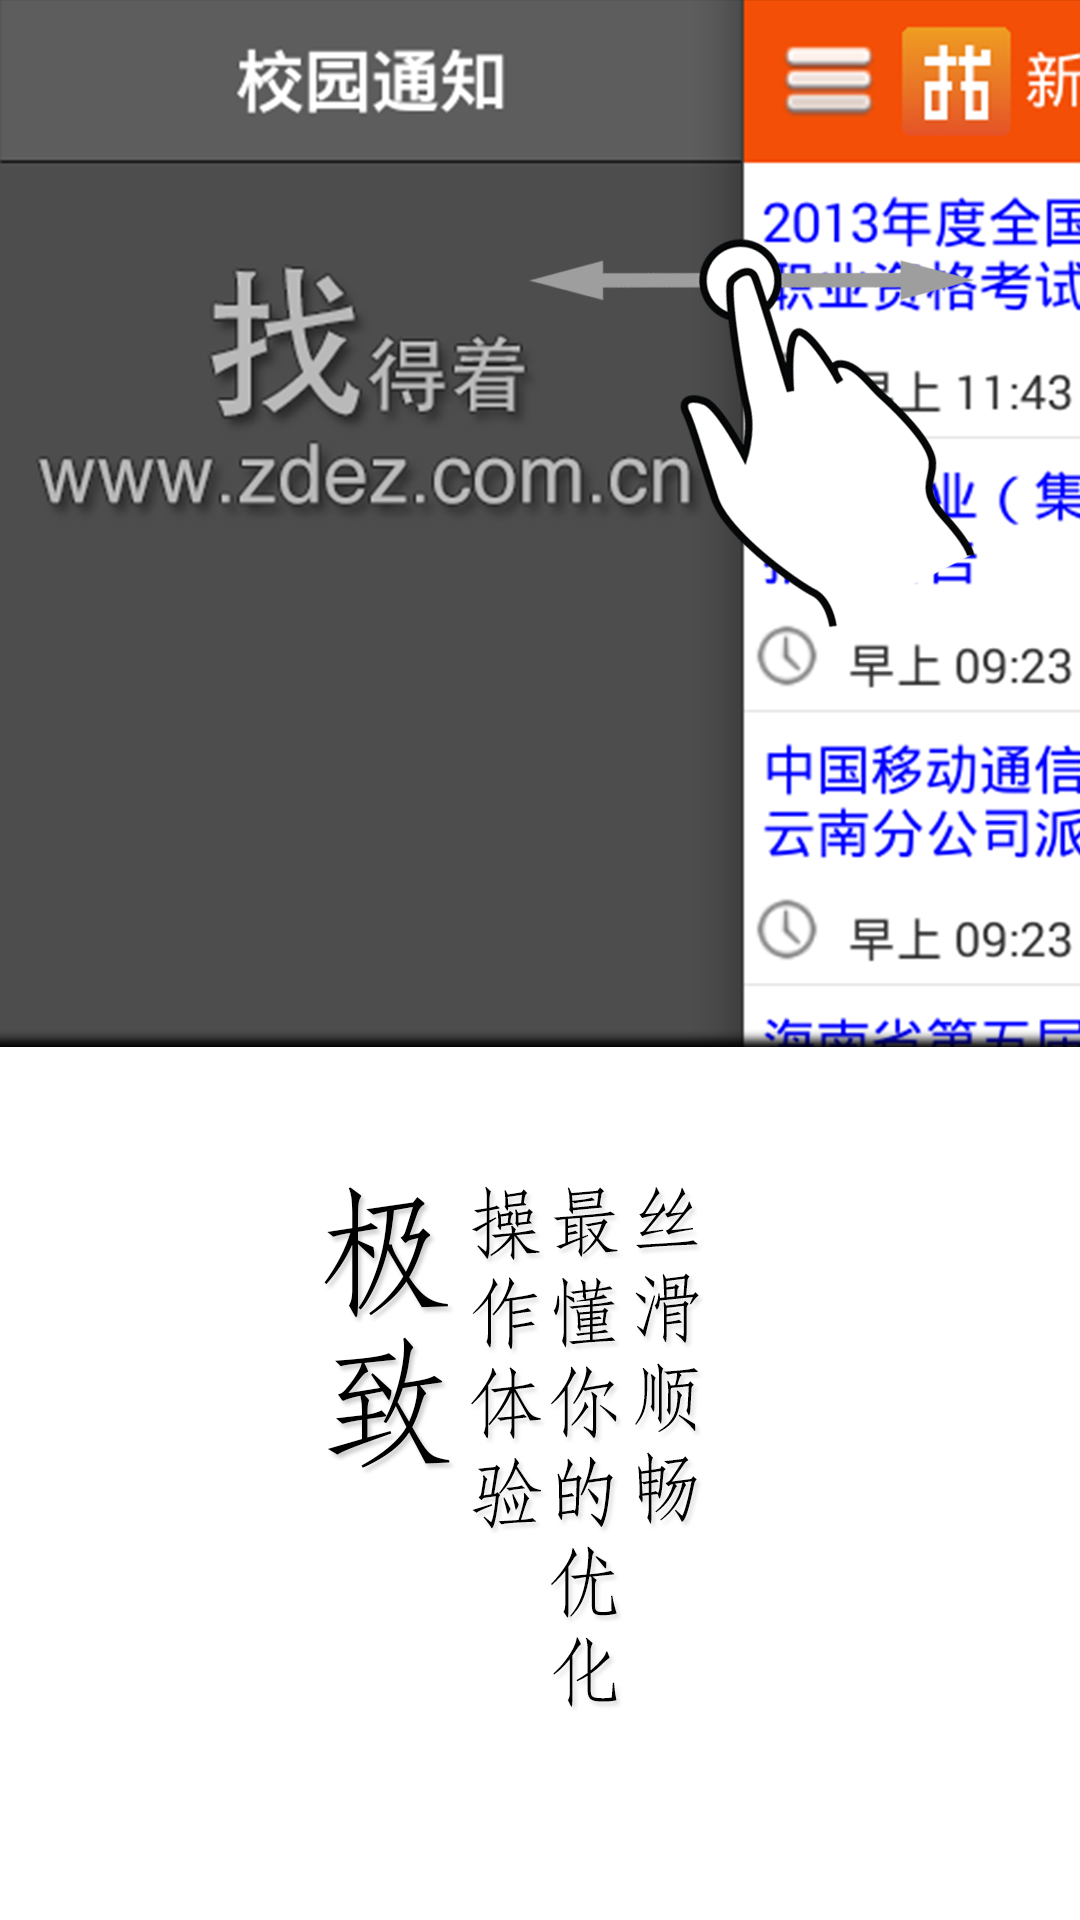 校园通知
找得着
www.zdez.com.cn
新
2013年度全国
职业资格考试
早上 11:43
业（集
告
早上 09:23
中国移动通信
云南分公司派
早上 09:23
海南省第五届
极致
操作体验
最懂你的优化
丝滑顺畅